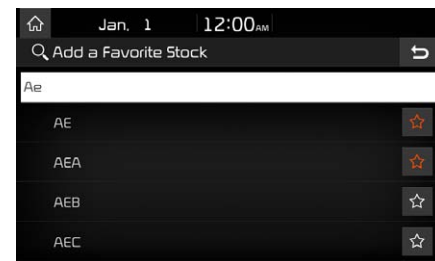 Jan. 1 12:00AM
Add a Favorite Stock
Ae
AE
AEA
AEB
AEC